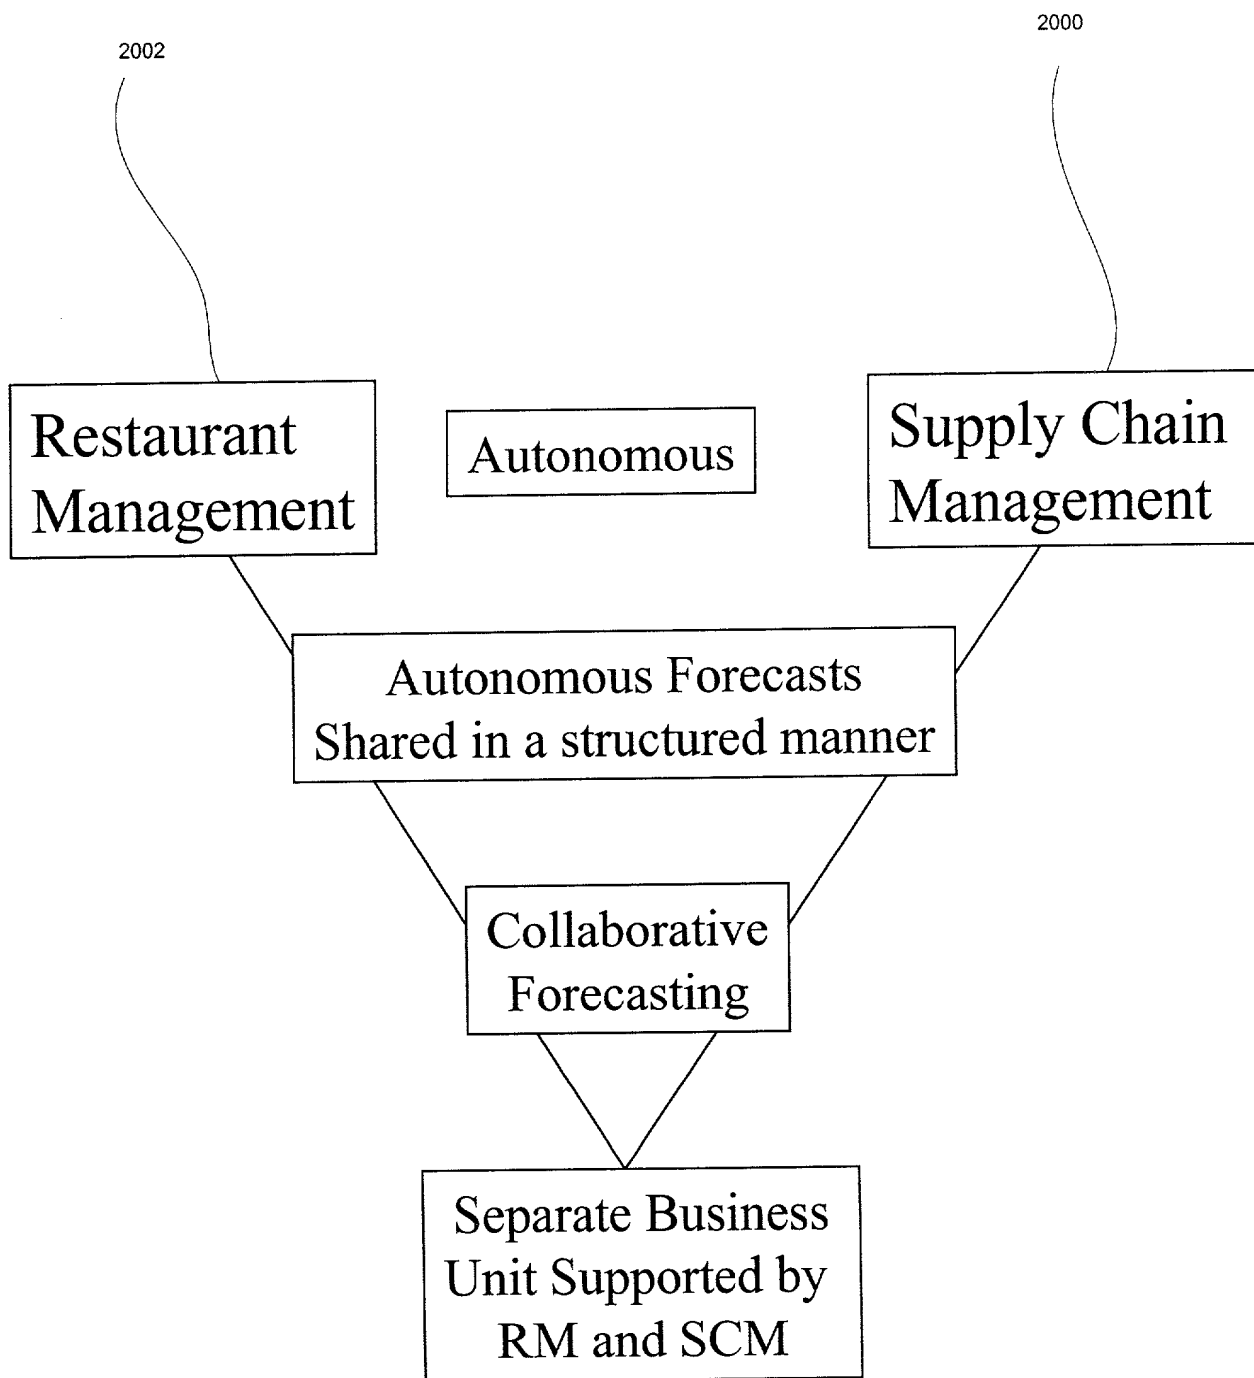 2002
2000
Restaurant
Management
Autonomous
Supply Chain
Management
Autonomous Forecasts
Shared in a structured manner
Collaborative
Forecasting
Separate Business
Unit Supported by
RM and SCM